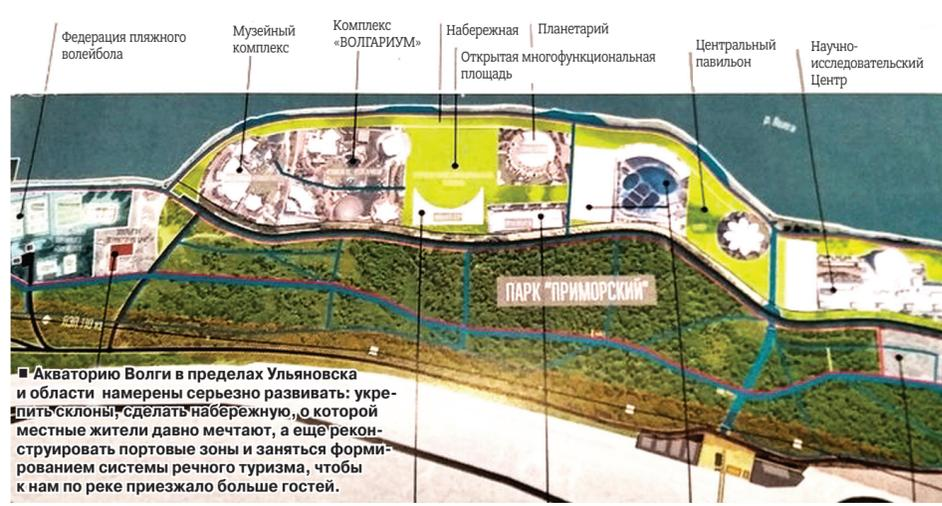 Федерация пляжного
волейбола
Музейный
комплекс
Комплекс
«ВОЛГАРИУМ»
Набережная
Планетарий
Открытая многофункциональная
площадь
Центральный
павильон
Научно-
исследовательский
Центр
р. Волга
ПАРК "ПРИМОРСКИЙ"
■ Акваторию Волги в пределах Ульяновска
и области намерены серьезно развивать: укре-
пить склоны, сделать набережную, о которой
местные жители давно мечтают, а еще рекон-
струировать портовые зоны и заняться форми-
рованием системы речного туризма, чтобы
к нам по реке приезжало больше гостей.